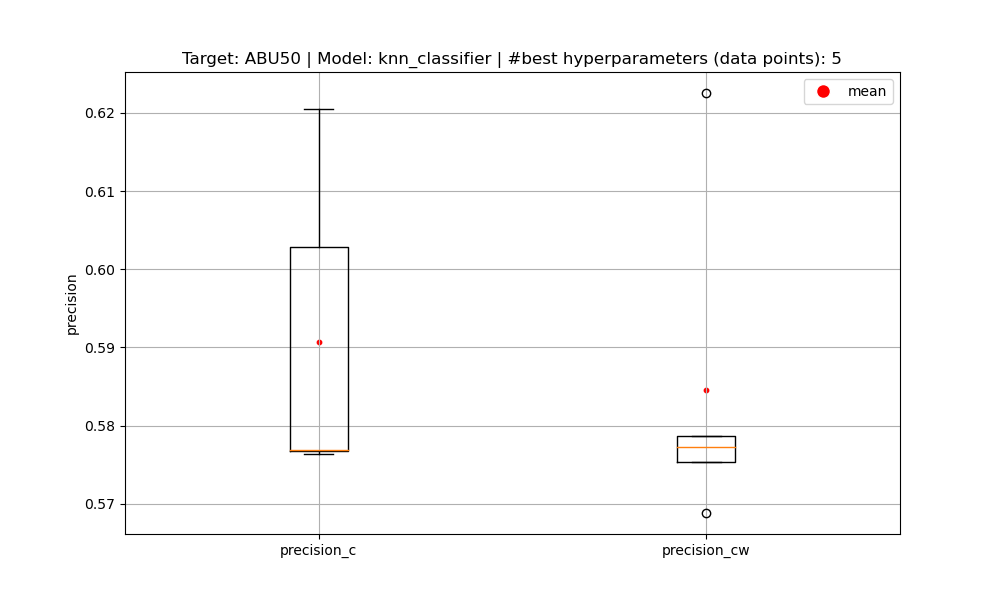 Target: ABU50 | Model: knn_classifier | #best hyperparameters (data points): 5
mean
0.62
0.61
0.60
0.59
0.58
0.57
precision
precision_c
precision_cw